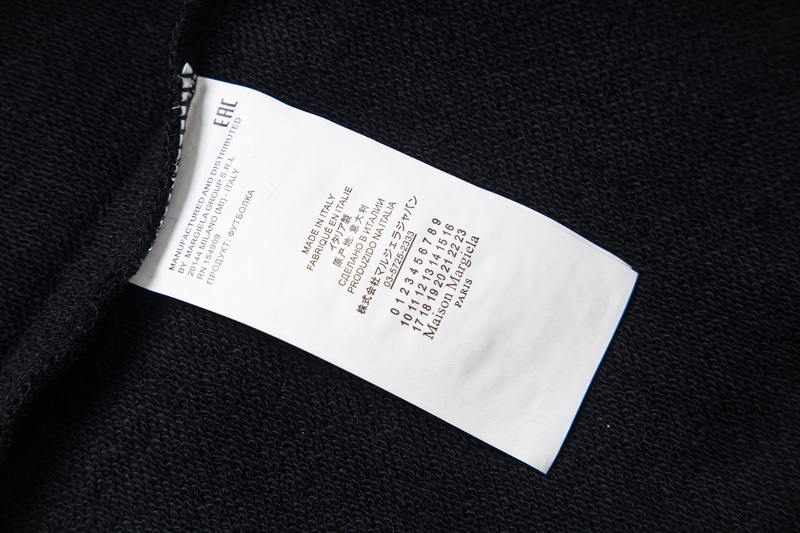 EAC
MANUFACTURED AND DISTRIBUTED
BY MARGIELA GROUP S.R.L
20144 MILANO (MI) - ITALY
RN 154909
ПРОДУКТ: ФУТБОЛКА
MADE IN ITALY
FABRIQUÉ EN ITALIE
イタリア製
原产地:意大利
СДЕЛАНО В ИТАЛИИ
PRODUZIDO NA ITALIA
株式会社マルジェラジャパン
03-5725-2333
0 1 2 3 4 5 6 7 8 9
10 11 12 13 14 15 16
17 18 19 20 21 22 23
Maison Margiela
PARIS